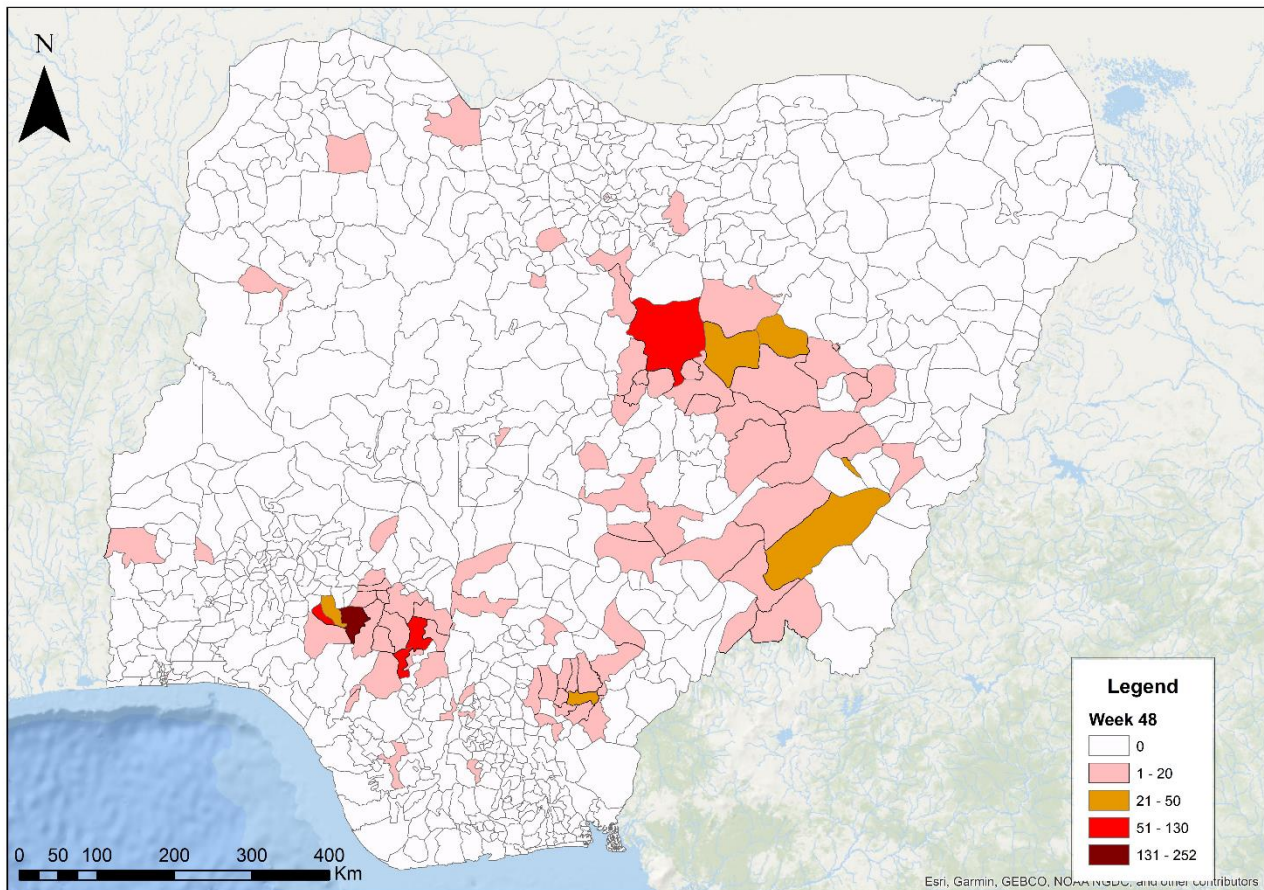 N
Legend
Week 48
0
1 - 20
21 - 50
51 - 130
131 - 252
0 50 100 200 300 400
Km
Esri, Garmin, GEBCO, NOAA NGDC, and other contributors